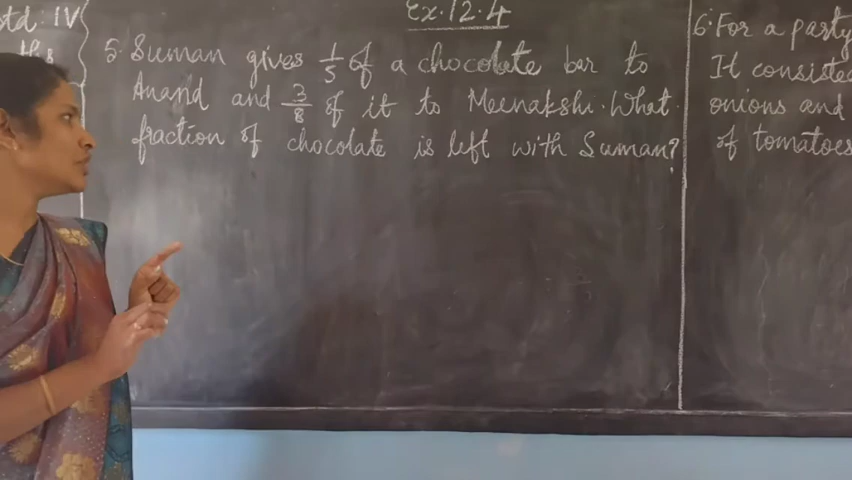 Std: IV
Ex.12.4
5. Suman gives 1/5 of a chocolate bar to
Anand and 3/8 of it to Meenakshi. What
fraction of chocolate is left with Suman?
6. For a party
It consisted
onions and
of tomatoes